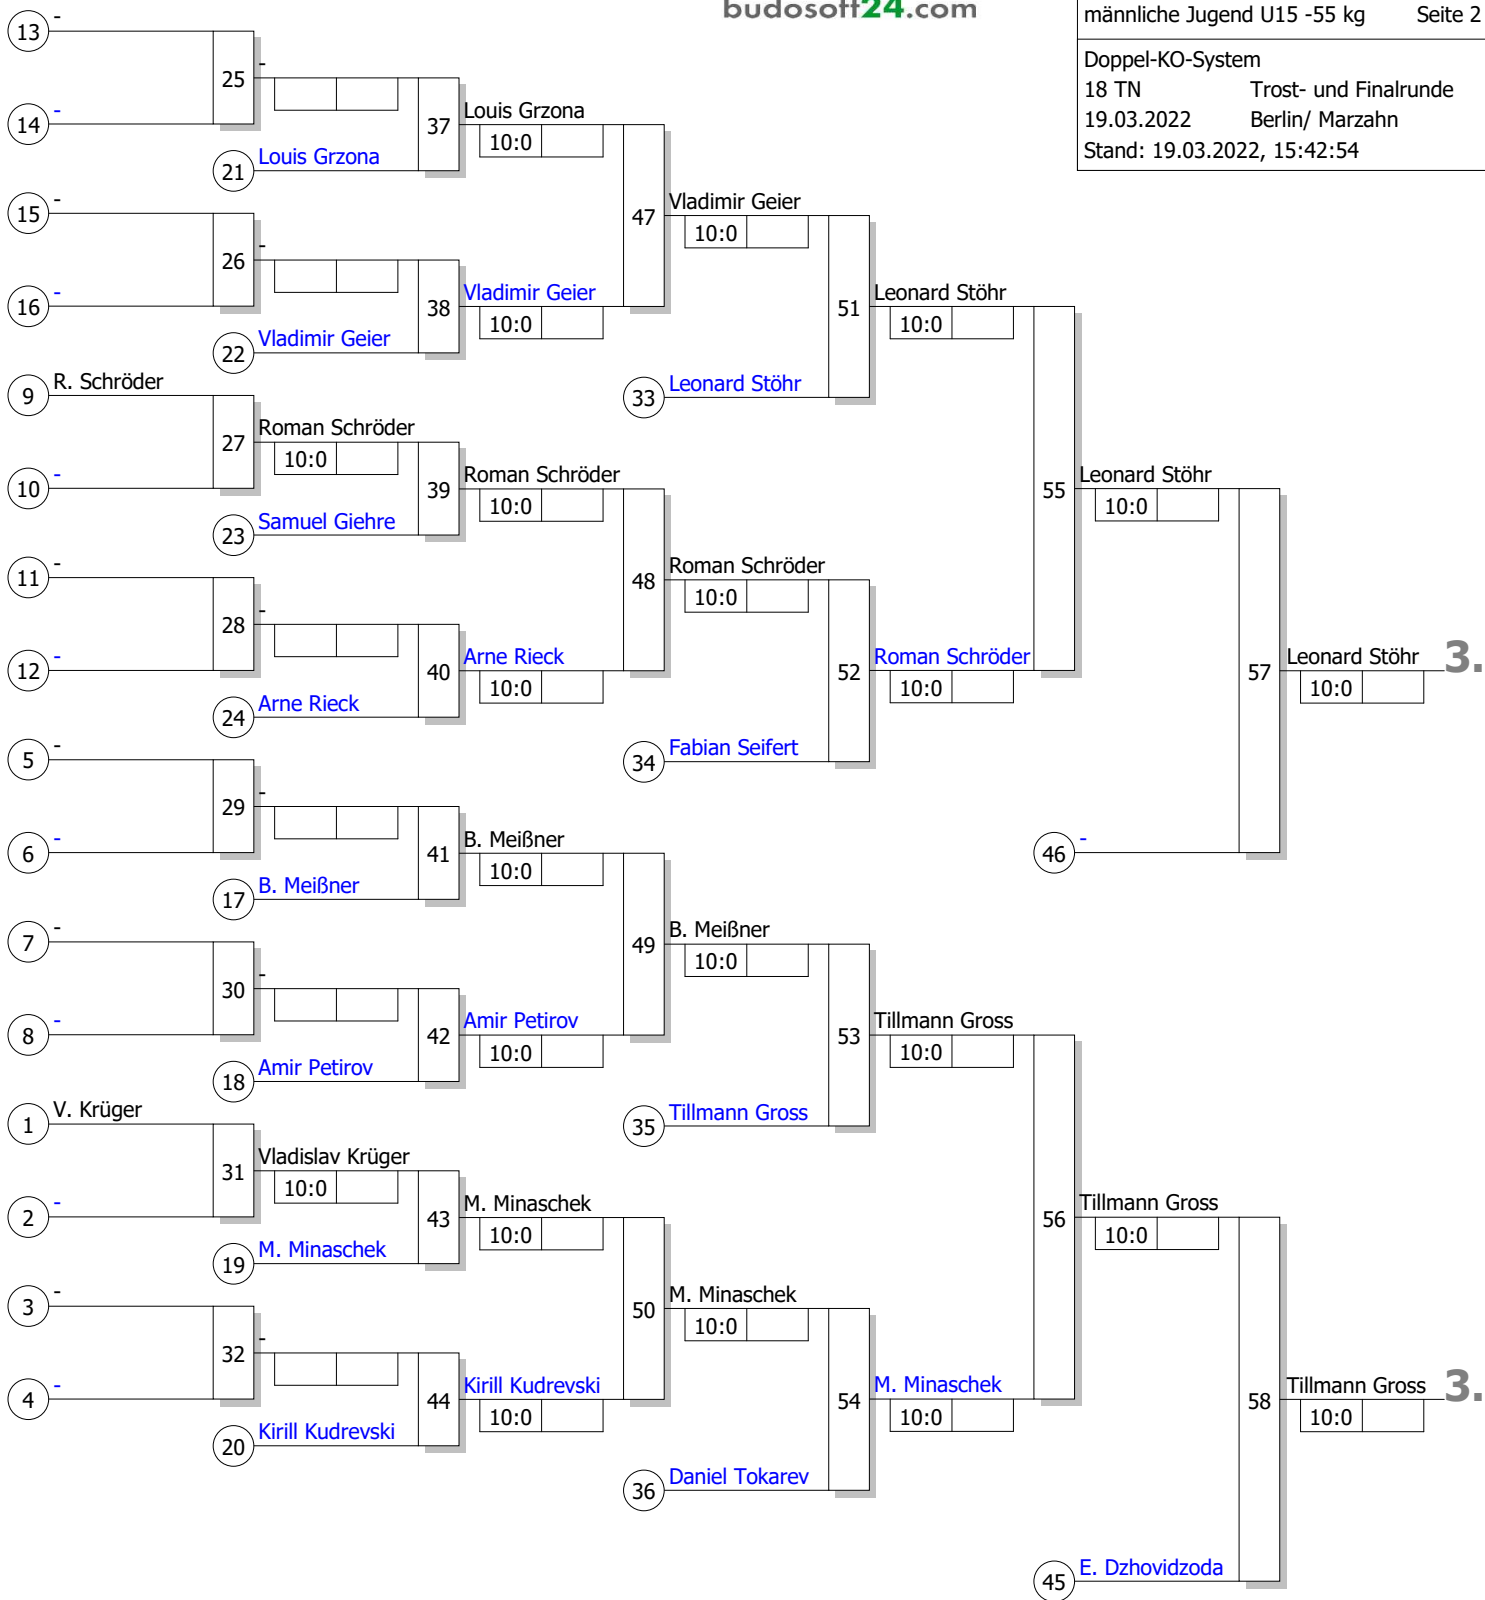 budosoft24.com
männliche Jugend U15 -55 kg Seite 2
Doppel-KO-System
18 TN Trost- und Finalrunde
19.03.2022 Berlin/ Marzahn
Stand: 19.03.2022, 15:42:54
13 -
25 -
14 -
37 Louis Grzona
10:0
21 Louis Grzona
15 -
47 Vladimir Geier
10:0
26 -
16 -
38 Vladimir Geier
10:0
22 Vladimir Geier
51 Leonard Stöhr
10:0
9 R. Schröder
33 Leonard Stöhr
27 Roman Schröder
10:0
10 -
39 Roman Schröder
10:0
23 Samuel Giehre
55 Leonard Stöhr
10:0
11 -
48 Roman Schröder
10:0
28 -
12 -
40 Arne Rieck
10:0
24 Arne Rieck
52 Roman Schröder
10:0
57 Leonard Stöhr 3.
10:0
5 -
34 Fabian Seifert
29 -
6 -
41 B. Meißner
10:0
46 -
17 B. Meißner
7 -
49 B. Meißner
10:0
30 -
8 -
42 Amir Petirov
10:0
18 Amir Petirov
53 Tillmann Gross
10:0
1 V. Krüger
35 Tillmann Gross
31 Vladislav Krüger
10:0
2 -
43 M. Minaschek
10:0
19 M. Minaschek
56 Tillmann Gross
10:0
3 -
50 M. Minaschek
10:0
32 -
4 -
44 Kirill Kudrevski
10:0
20 Kirill Kudrevski
54 M. Minaschek
10:0
58 Tillmann Gross 3.
10:0
36 Daniel Tokarev
45 E. Dzhovidzoda